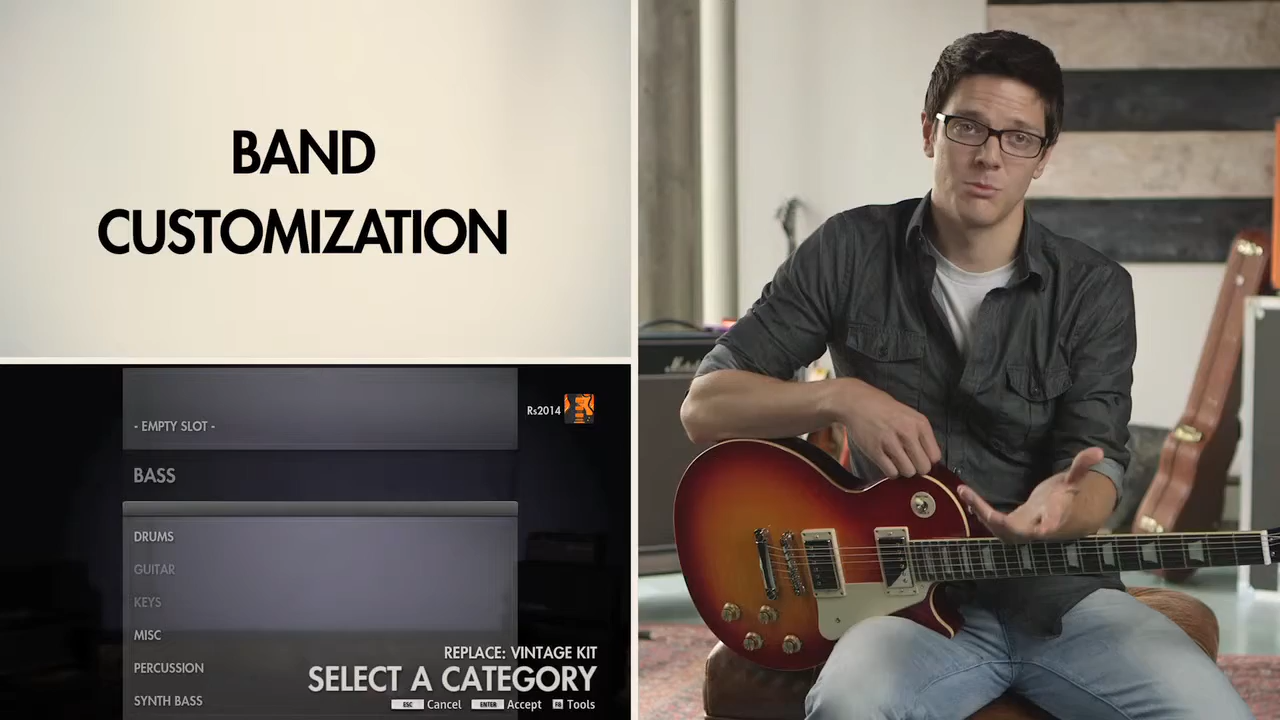 BAND
CUSTOMIZATION
Rs2014
- EMPTY SLOT -
BASS
DRUMS
GUITAR
KEYS
MISC
PERCUSSION
SYNTH BASS
REPLACE: VINTAGE KIT
SELECT A CATEGORY
ESC Cancel ENTER Accept F8 Tools